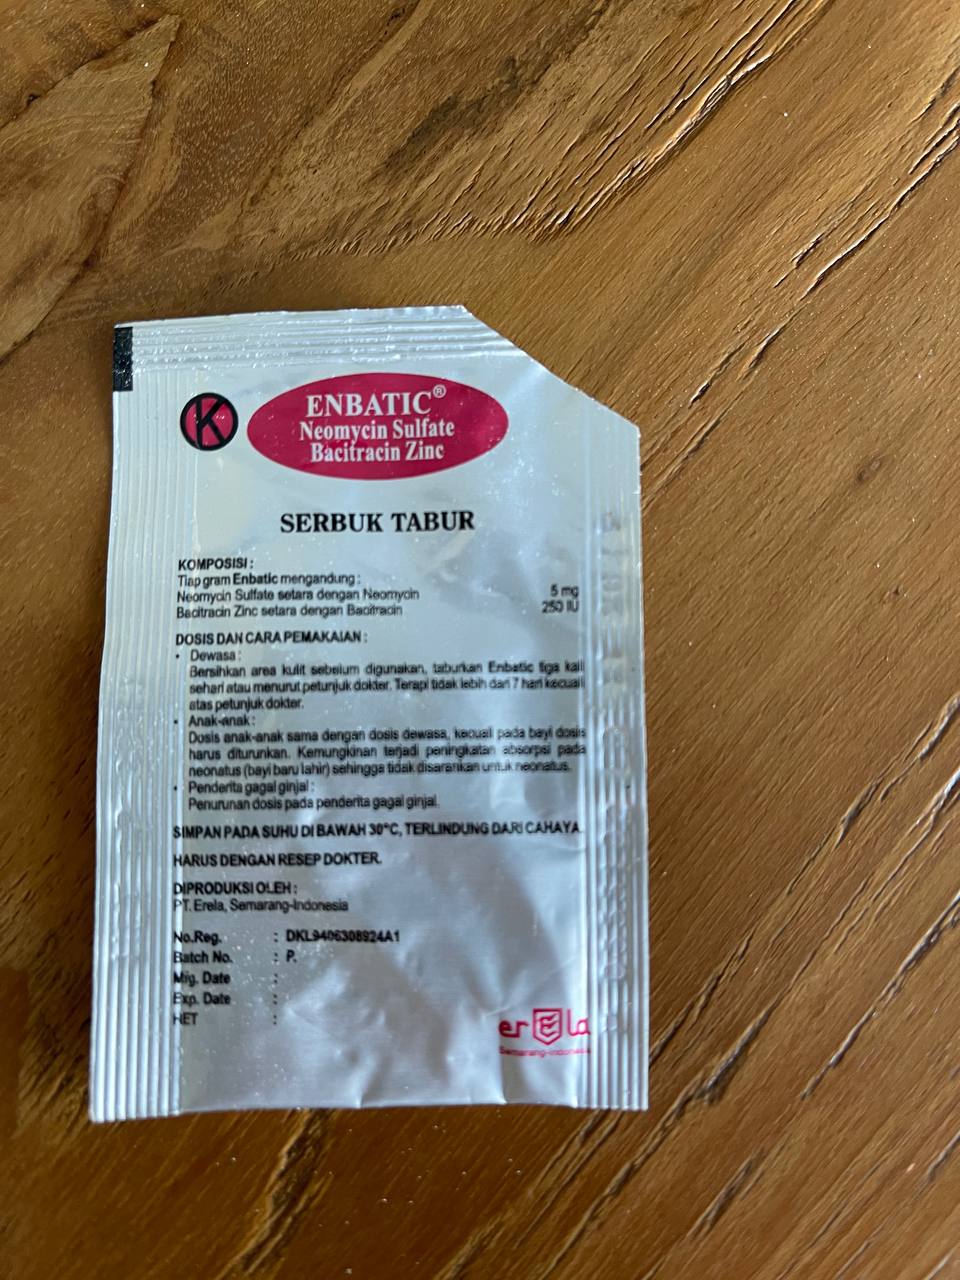 K
ENBATIC®
Neomycin Sulfate
Bacitracin Zinc
SERBUK TABUR
KOMPOSISI :
Tiap gram Enbatic mengandung :
Neomycin Sulfate setara dengan Neomycin 5 mg
Bacitracin Zinc setara dengan Bacitracin 250 IU
DOSIS DAN CARA PEMAKAIAN :
• Dewasa :
Bersihkan area kulit sebelum digunakan, taburkan Enbatic tiga kali
sehari atau menurut petunjuk dokter. Terapi tidak lebih dari 7 hari kecuali
atas petunjuk dokter.
• Anak-anak :
Dosis anak-anak sama dengan dosis dewasa, kecuali pada bayi dosis
harus diturunkan. Kemungkinan terjadi peningkatan absorpsi pada
neonatus (bayi baru lahir) sehingga tidak disarankan untuk neonatus.
• Penderita gagal ginjal :
Penurunan dosis pada penderita gagal ginjal.
SIMPAN PADA SUHU DI BAWAH 30°C, TERLINDUNG DARI CAHAYA.
HARUS DENGAN RESEP DOKTER.
DIPRODUKSI OLEH :
PT. Erela, Semarang-Indonesia
No.Reg. : DKL9406308924A1
Batch No. : P.
Mfg. Date :
Exp. Date :
HET :
erela
Semarang-Indonesia